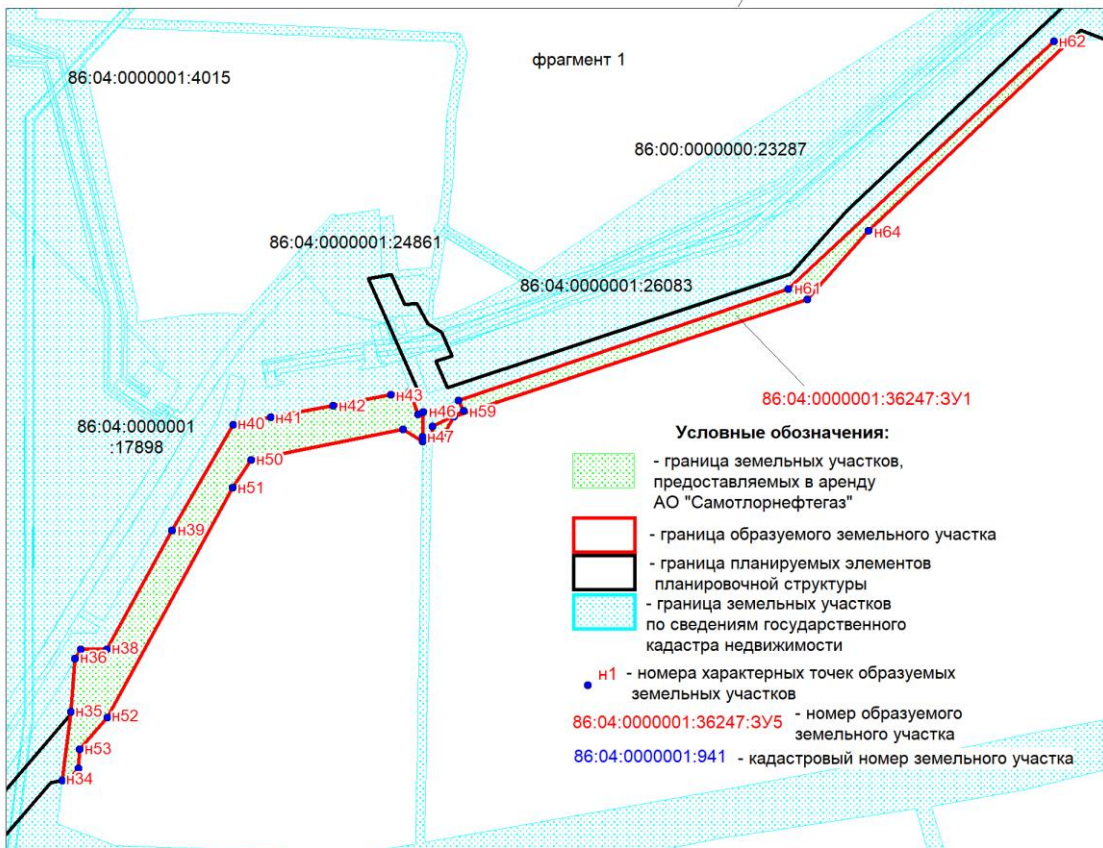 фрагмент 1
н62
86:04:0000001:4015
86:00:0000000:23287
н64
86:04:0000001:24861
86:04:0000001:26083
н61
86:04:0000001:36247:ЗУ1
н43
н42
н46
н59
н41
н40
н47
86:04:0000001
:17898
н50
н51
н39
н38
н36
н35
н52
н53
н34
Условные обозначения:
- граница земельных участков,
предоставляемых в аренду
АО "Самотлорнефтегаз"
- граница образуемого земельного участка
- граница планируемых элементов
планировочной структуры
- граница земельных участков
по сведениям государственного
кадастра недвижимости
н1 - номера характерных точек образуемых
земельных участков
86:04:0000001:36247:ЗУ5 - номер образуемого
земельного участка
86:04:0000001:941 - кадастровый номер земельного участка